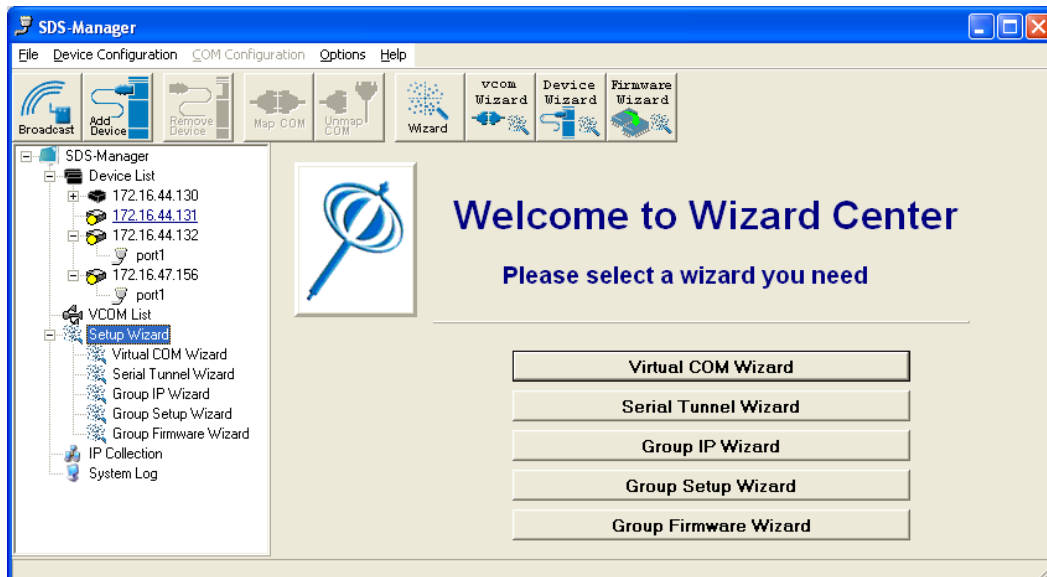 SDS-Manager
File Device Configuration COM Configuration Options Help
Broadcast Add Device Remove Device Map COM Unmap COM Wizard vcom Wizard Device Wizard Firmware Wizard
SDS-Manager
Device List
172.16.44.130
172.16.44.131
172.16.44.132
port1
172.16.47.156
port1
VCOM List
Setup Wizard
Virtual COM Wizard
Serial Tunnel Wizard
Group IP Wizard
Group Setup Wizard
Group Firmware Wizard
IP Collection
System Log
Welcome to Wizard Center
Please select a wizard you need
Virtual COM Wizard
Serial Tunnel Wizard
Group IP Wizard
Group Setup Wizard
Group Firmware Wizard